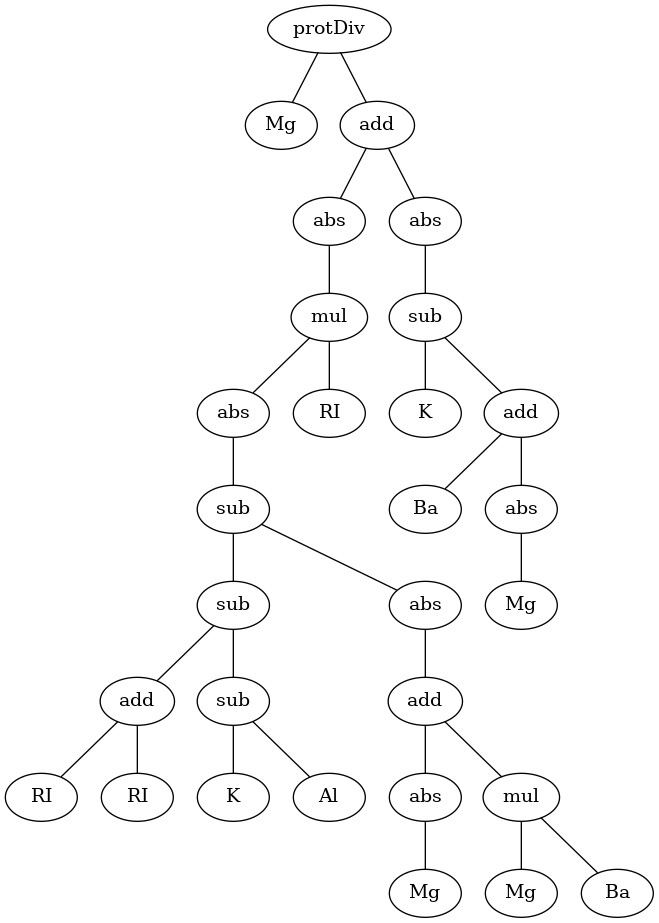 protDiv
Mg add
abs abs
mul sub
abs RI K add
sub Ba abs
sub abs Mg
add sub add
RI RI K Al abs mul
Mg Mg Ba